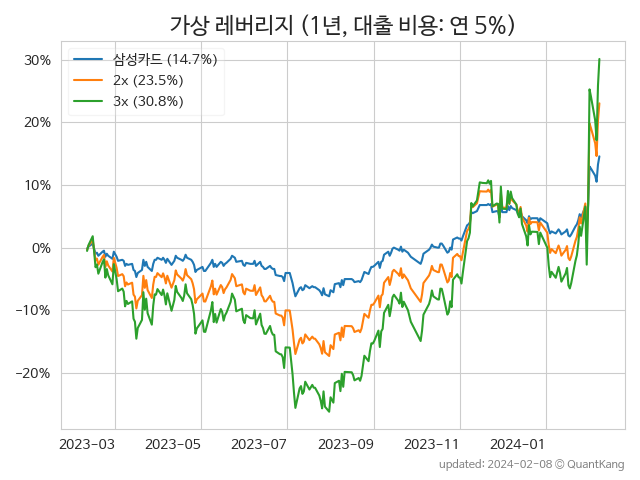 가상 레버리지 (1년, 대출 비용: 연 5%)
삼성카드 (14.7%)
2x (23.5%)
3x (30.8%)
30%
20%
10%
0%
−10%
−20%
2023-03 2023-05 2023-07 2023-09 2023-11 2024-01
updated: 2024-02-08 © QuantKang